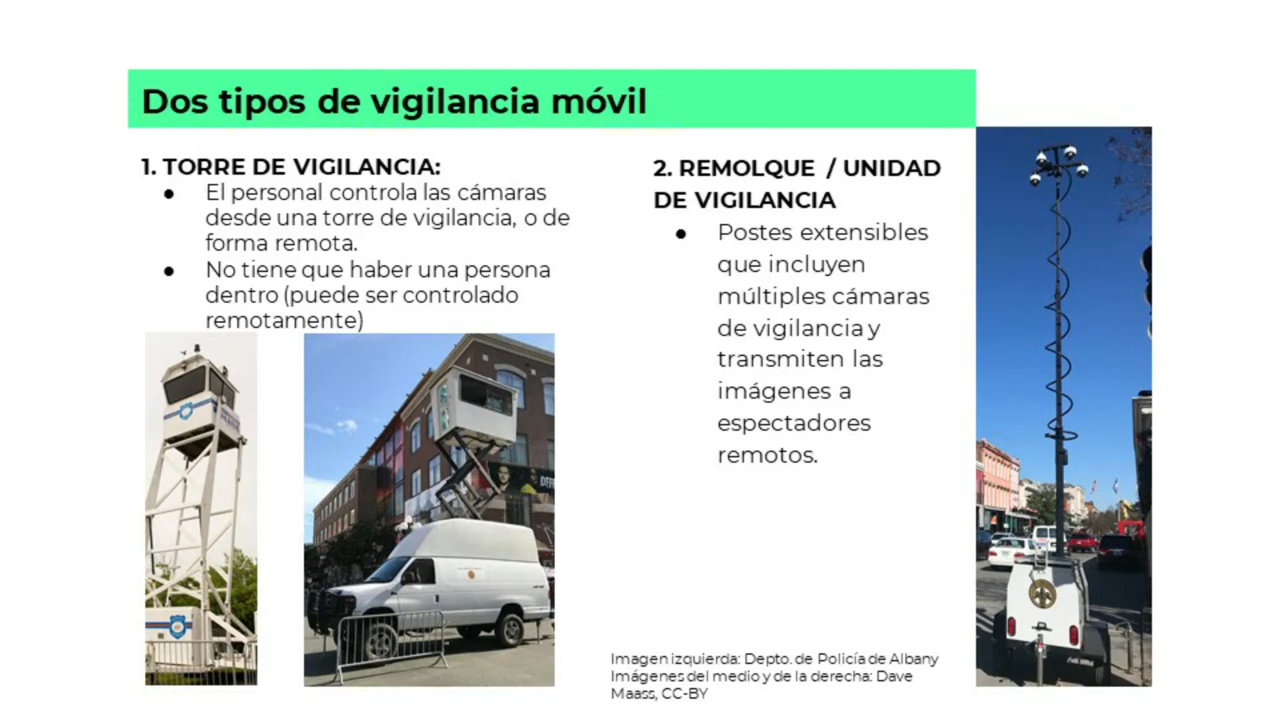 Dos tipos de vigilancia móvil
1. TORRE DE VIGILANCIA:
● El personal controla las cámaras
desde una torre de vigilancia, o de
forma remota.
● No tiene que haber una persona
dentro (puede ser controlado
remotamente)
2. REMOLQUE / UNIDAD
DE VIGILANCIA
● Postes extensibles
que incluyen
múltiples cámaras
de vigilancia y
transmiten las
imágenes a
espectadores
remotos.
Imagen izquierda: Depto. de Policía de Albany
Imágenes del medio y de la derecha: Dave
Maass, CC-BY